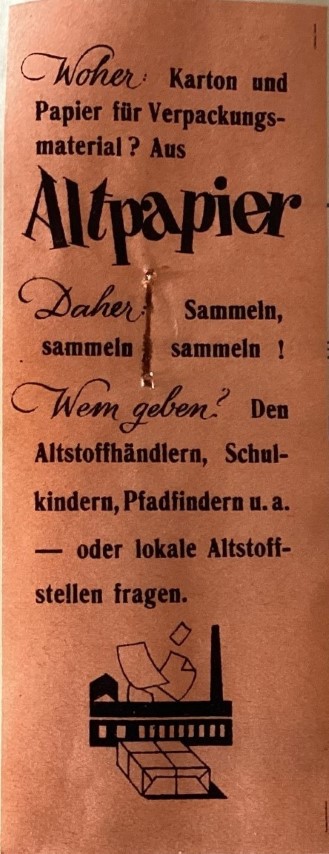 Woher: Karton und
Papier für Verpackungs-
material? Aus
Altpapier
Daher: Sammeln,
sammeln sammeln !
Wem geben? Den
Altstoffhändlern, Schul-
kindern, Pfadfindern u. a.
— oder lokale Altstoff-
stellen fragen.